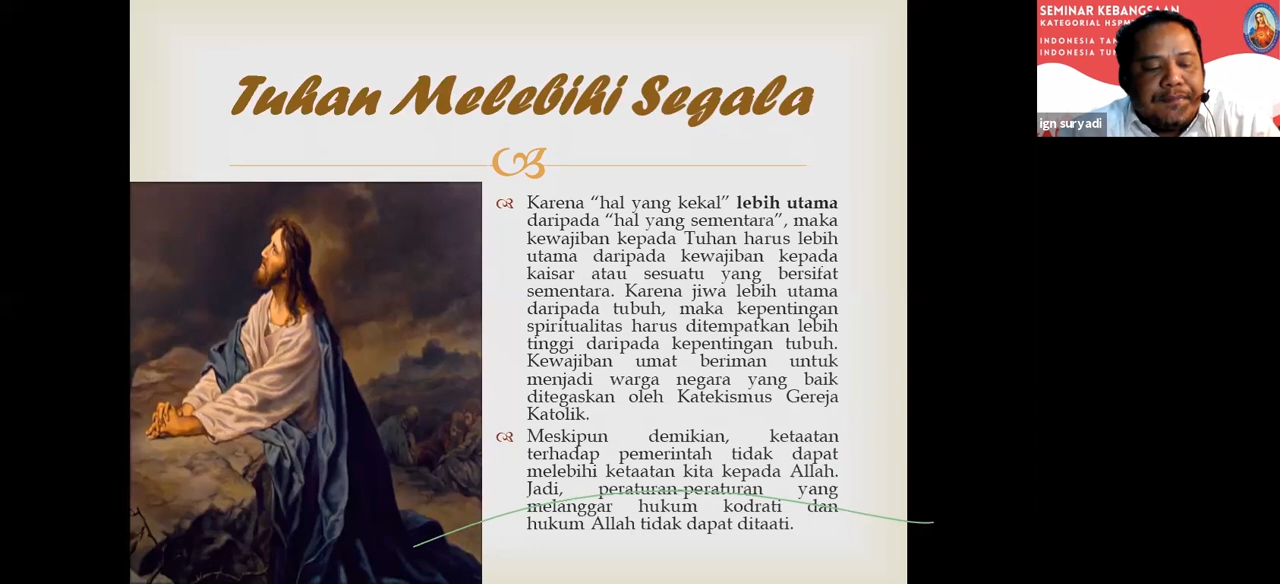 Tuhan Melebihi Segala
Karena “hal yang kekal” lebih utama
daripada “hal yang sementara”, maka
kewajiban kepada Tuhan harus lebih
utama daripada kewajiban kepada
kaisar atau sesuatu yang bersifat
sementara. Karena jiwa lebih utama
daripada tubuh, maka kepentingan
spiritualitas harus ditempatkan lebih
tinggi daripada kepentingan tubuh.
Kewajiban umat beriman untuk
menjadi warga negara yang baik
ditegaskan oleh Katekismus Gereja
Katolik.
Meskipun demikian, ketaatan
terhadap pemerintah tidak dapat
melebihi ketaatan kita kepada Allah.
Jadi, peraturan-peraturan yang
melanggar hukum kodrati dan
hukum Allah tidak dapat ditaati.
SEMINAR KEBANGSAAN
KATEGORIAL
INDONESIA
INDONESIA
ign suryadi